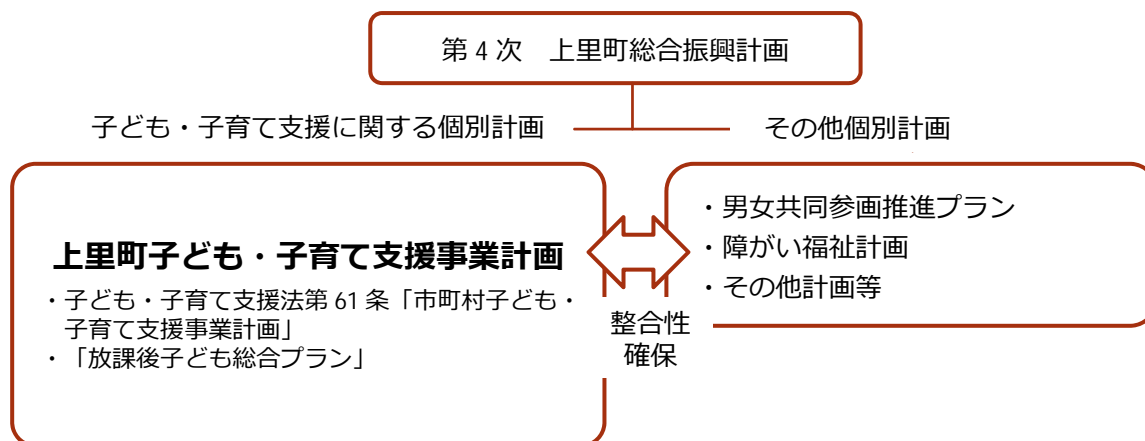 第 4 次　上里町総合振興計画
子ども・子育て支援に関する個別計画
その他個別計画
上里町子ども・子育て支援事業計画
・子ども・子育て支援法第 61 条「市町村子ども・
子育て支援事業計画」
・「放課後子ども総合プラン」
・男女共同参画推進プラン
・障がい福祉計画
・その他計画等
整合性
確保